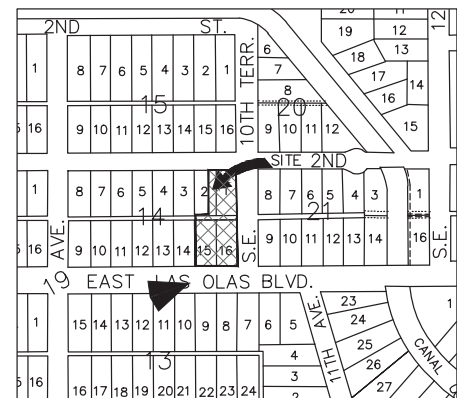 20 11 12
2ND ST.
19 12
6 18 13
1 8 7 6 5 4 3 2 1 10TH TERR. 7 17 14
8 16
15 20
16 9 10 11 12 13 14 15 16 9 10 11 12 15
SITE 2ND
1 8 7 6 5 4 3 2 1 8 7 6 5 4 3 1
14 21
16 AVE. 9 10 11 12 13 14 15 16 S.E. 9 10 11 12 13 14 16 S.E.
19 EAST LAS OLAS BLVD.
1 15 14 13 12 11 10 9 8 7 6 5 11TH AVE. 23 1
24
13 4 25 CANAL
3 26
16 16 17 18 19 20 21 22 23 24 2 27